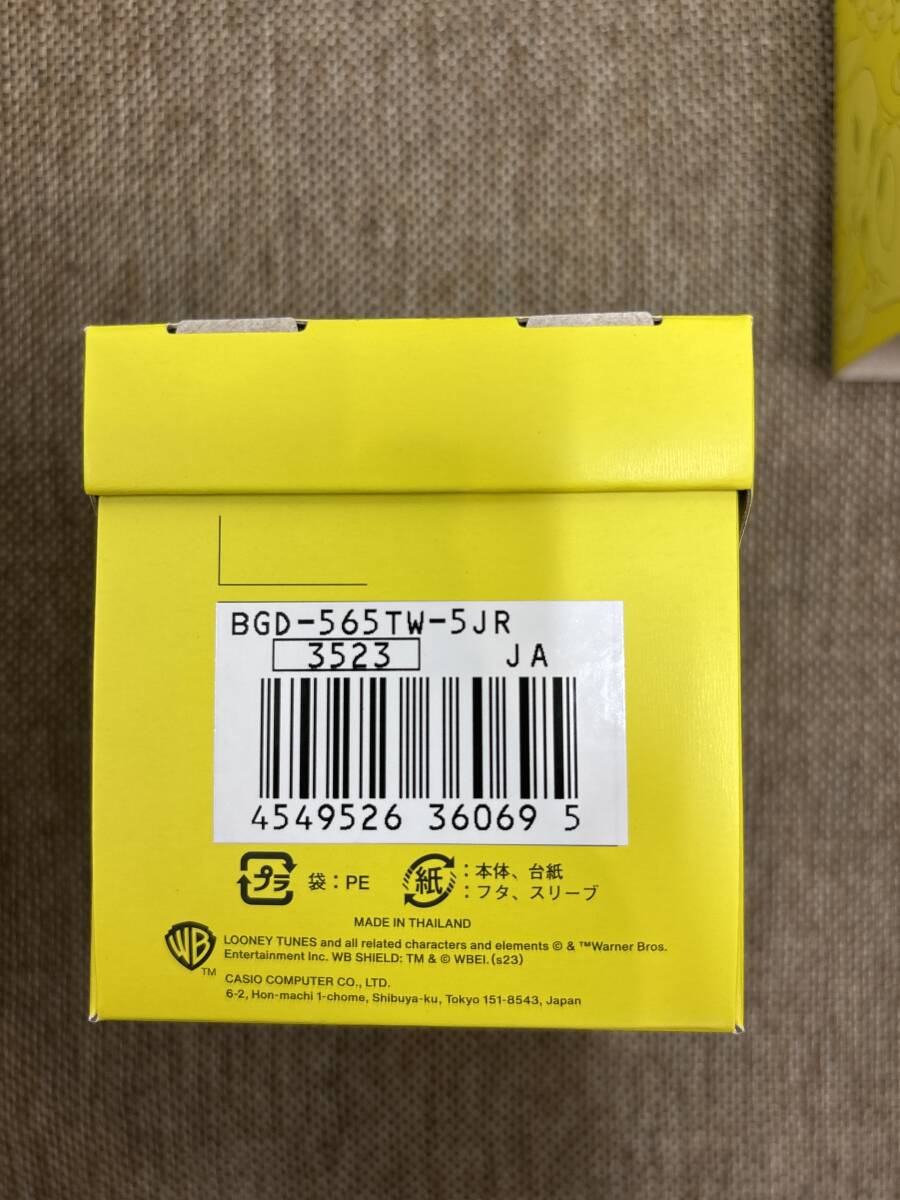 BGD-565TW-5JR
3523 JA
4549526 36069 5
プラ 袋：PE 紙 ：本体、台紙
：フタ、スリーブ
MADE IN THAILAND
WB
TM
LOONEY TUNES and all related characters and elements © & ™Warner Bros.
Entertainment Inc. WB SHIELD: TM & © WBEI. (s23)
CASIO COMPUTER CO., LTD.
6-2, Hon-machi 1-chome, Shibuya-ku, Tokyo 151-8543, Japan